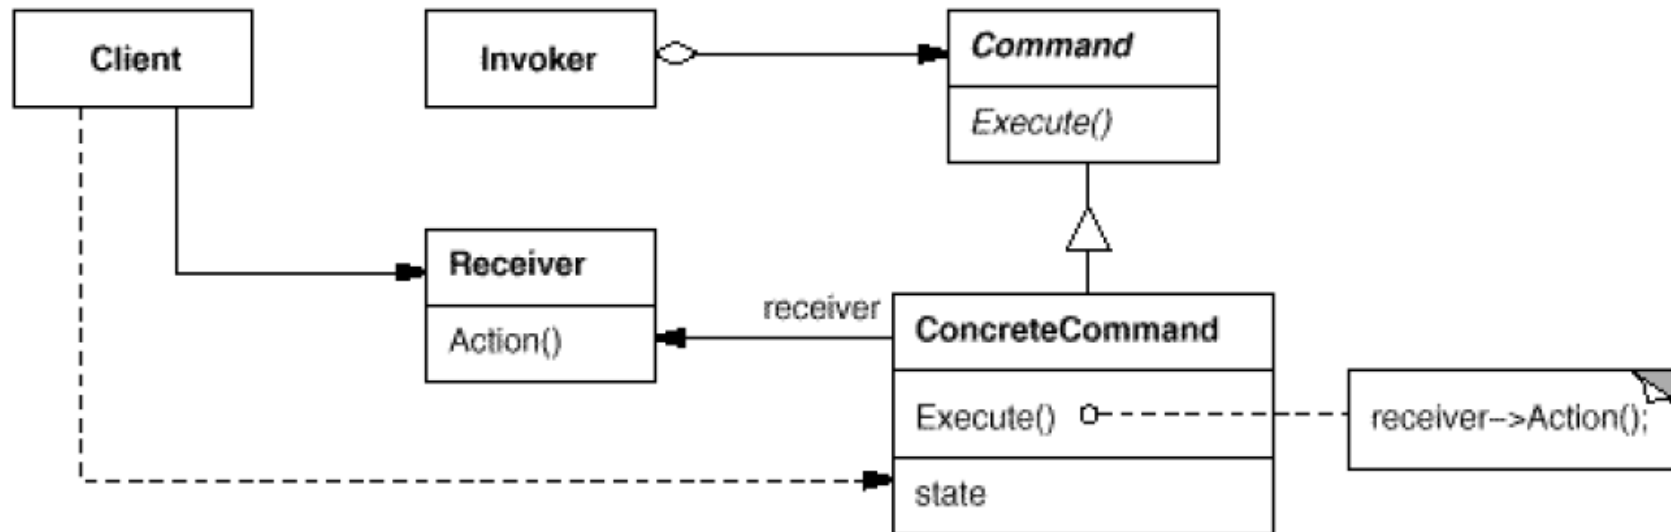 Client
Invoker
Command
Execute()
Receiver
Action()
receiver
ConcreteCommand
Execute()
receiver-->Action();
state